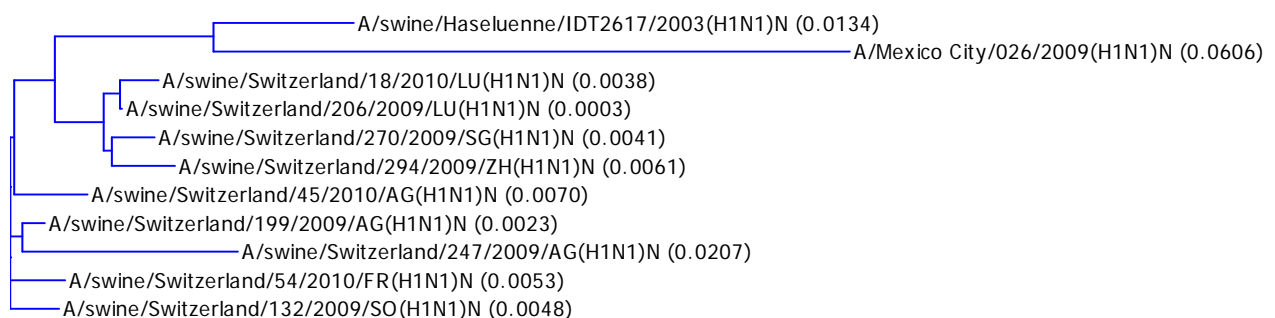 A/swine/Haseluenne/IDT2617/2003(H1N1)N (0.0134)
A/Mexico City/026/2009(H1N1)N (0.0606)
A/swine/Switzerland/18/2010/LU(H1N1)N (0.0038)
A/swine/Switzerland/206/2009/LU(H1N1)N (0.0003)
A/swine/Switzerland/270/2009/SG(H1N1)N (0.0041)
A/swine/Switzerland/294/2009/ZH(H1N1)N (0.0061)
A/swine/Switzerland/45/2010/AG(H1N1)N (0.0070)
A/swine/Switzerland/199/2009/AG(H1N1)N (0.0023)
A/swine/Switzerland/247/2009/AG(H1N1)N (0.0207)
A/swine/Switzerland/54/2010/FR(H1N1)N (0.0053)
A/swine/Switzerland/132/2009/SO(H1N1)N (0.0048)